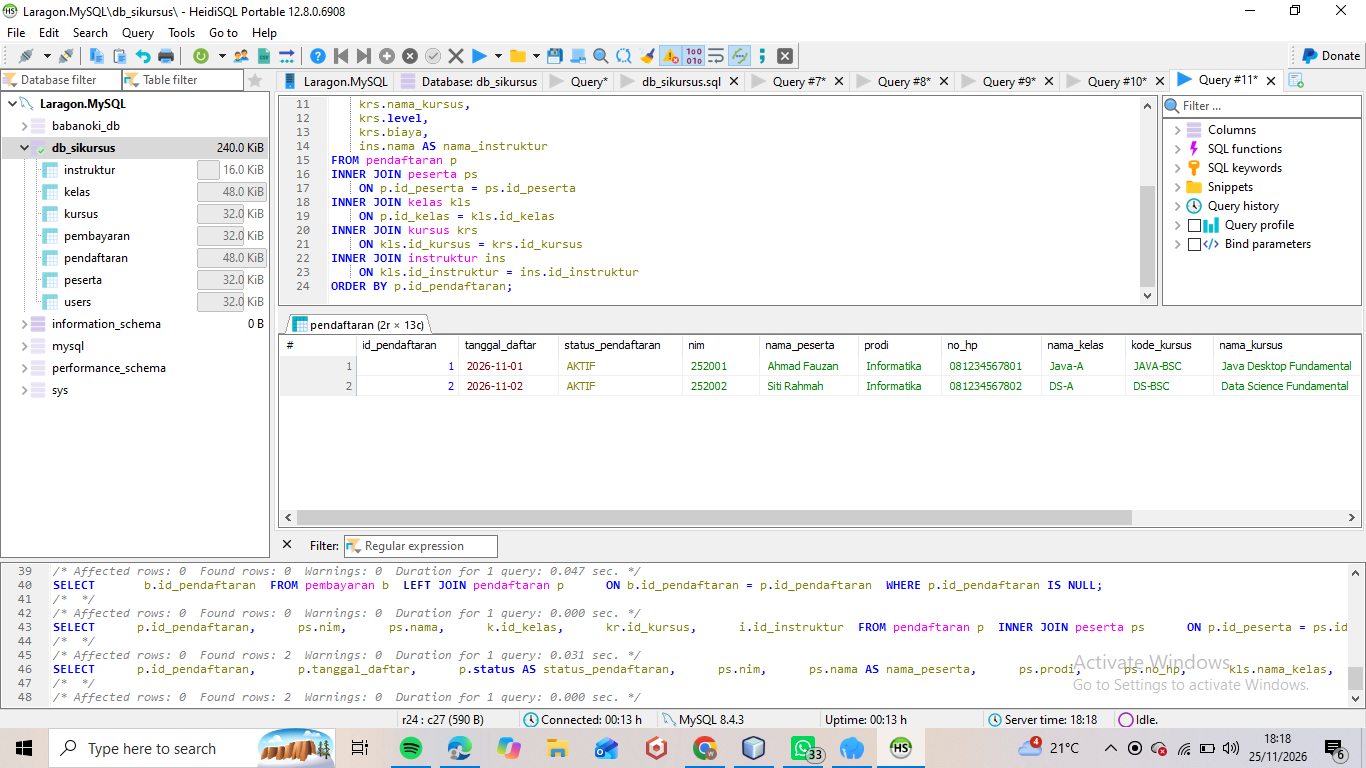 Laragon.MySQL\db_sikursus\ - HeidiSQL Portable 12.8.0.6908
File Edit Search Query Tools Go to Help
Donate
Database filter Table filter
Laragon.MySQL Database: db_sikursus Query* db_sikursus.sql Query #7* Query #8* Query #9* Query #10* Query #11*
Laragon.MySQL
babanoki_db
db_sikursus 240.0 KiB
instruktur 16.0 KiB
kelas 48.0 KiB
kursus 32.0 KiB
pembayaran 32.0 KiB
pendaftaran 48.0 KiB
peserta 32.0 KiB
users 32.0 KiB
information_schema 0 B
mysql
performance_schema
sys
11 krs.nama_kursus,
12 krs.level,
13 krs.biaya,
14 ins.nama AS nama_instruktur
15 FROM pendaftaran p
16 INNER JOIN peserta ps
17 ON p.id_peserta = ps.id_peserta
18 INNER JOIN kelas kls
19 ON p.id_kelas = kls.id_kelas
20 INNER JOIN kursus krs
21 ON kls.id_kursus = krs.id_kursus
22 INNER JOIN instruktur ins
23 ON kls.id_instruktur = ins.id_instruktur
24 ORDER BY p.id_pendaftaran;
Filter ...
Columns
SQL functions
SQL keywords
Snippets
Query history
Query profile
Bind parameters
pendaftaran (2r × 13c)
# id_pendaftaran tanggal_daftar status_pendaftaran nim nama_peserta prodi no_hp nama_kelas kode_kursus nama_kursus
1 1 2026-11-01 AKTIF 252001 Ahmad Fauzan Informatika 081234567801 Java-A JAVA-BSC Java Desktop Fundamental
2 2 2026-11-02 AKTIF 252002 Siti Rahmah Informatika 081234567802 DS-A DS-BSC Data Science Fundamental
Filter: Regular expression
39 /* Affected rows: 0 Found rows: 0 Warnings: 0 Duration for 1 query: 0.047 sec. */
40 SELECT b.id_pendaftaran FROM pembayaran b LEFT JOIN pendaftaran p ON b.id_pendaftaran = p.id_pendaftaran WHERE p.id_pendaftaran IS NULL;
41 /* */
42 /* Affected rows: 0 Found rows: 0 Warnings: 0 Duration for 1 query: 0.000 sec. */
43 SELECT p.id_pendaftaran, ps.nim, ps.nama, k.id_kelas, kr.id_kursus, i.id_instruktur FROM pendaftaran p INNER JOIN peserta ps ON p.id_peserta = ps.id
44 /* */
45 /* Affected rows: 0 Found rows: 2 Warnings: 0 Duration for 1 query: 0.031 sec. */
46 SELECT p.id_pendaftaran, p.tanggal_daftar, p.status AS status_pendaftaran, ps.nim, ps.nama AS nama_peserta, ps.prodi, ps.no_hp, kls.nama_kelas,
47 /* */
48 /* Affected rows: 0 Found rows: 2 Warnings: 0 Duration for 1 query: 0.000 sec. */
Activate Windows
Go to Settings to activate Windows.
r24 : c27 (590 B) Connected: 00:13 h MySQL 8.4.3 Uptime: 00:13 h Server time: 18:18 Idle.
Type here to search
33
4
21°C
18:18
25/11/2026
6